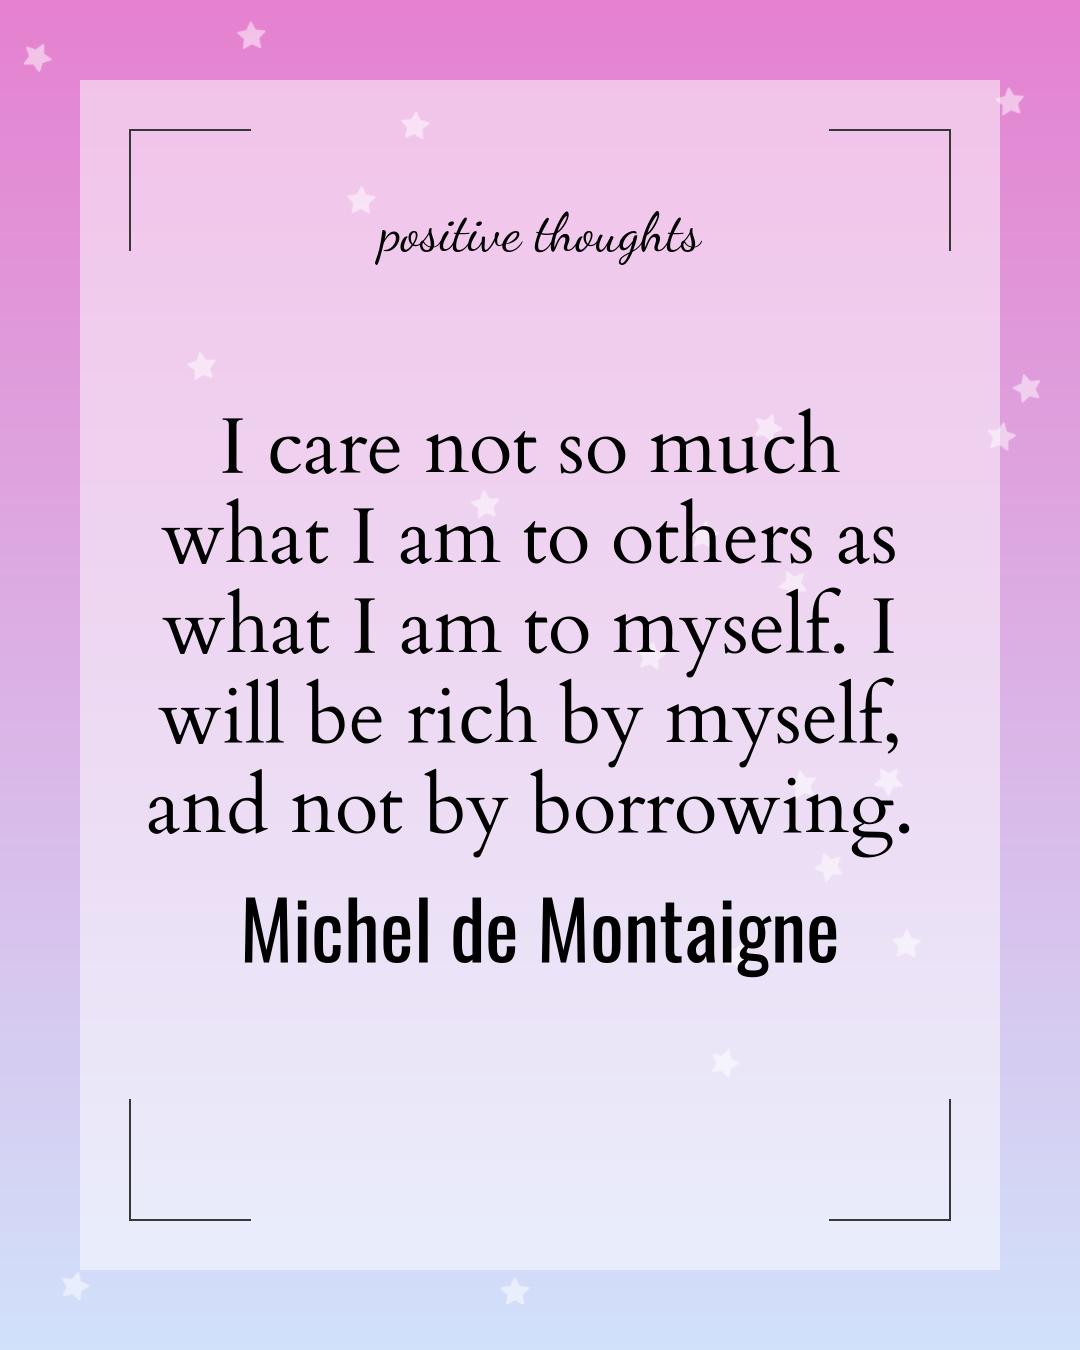 positive thoughts
I care not so much
what I am to others as
what I am to myself. I
will be rich by myself,
and not by borrowing.
Michel de Montaigne